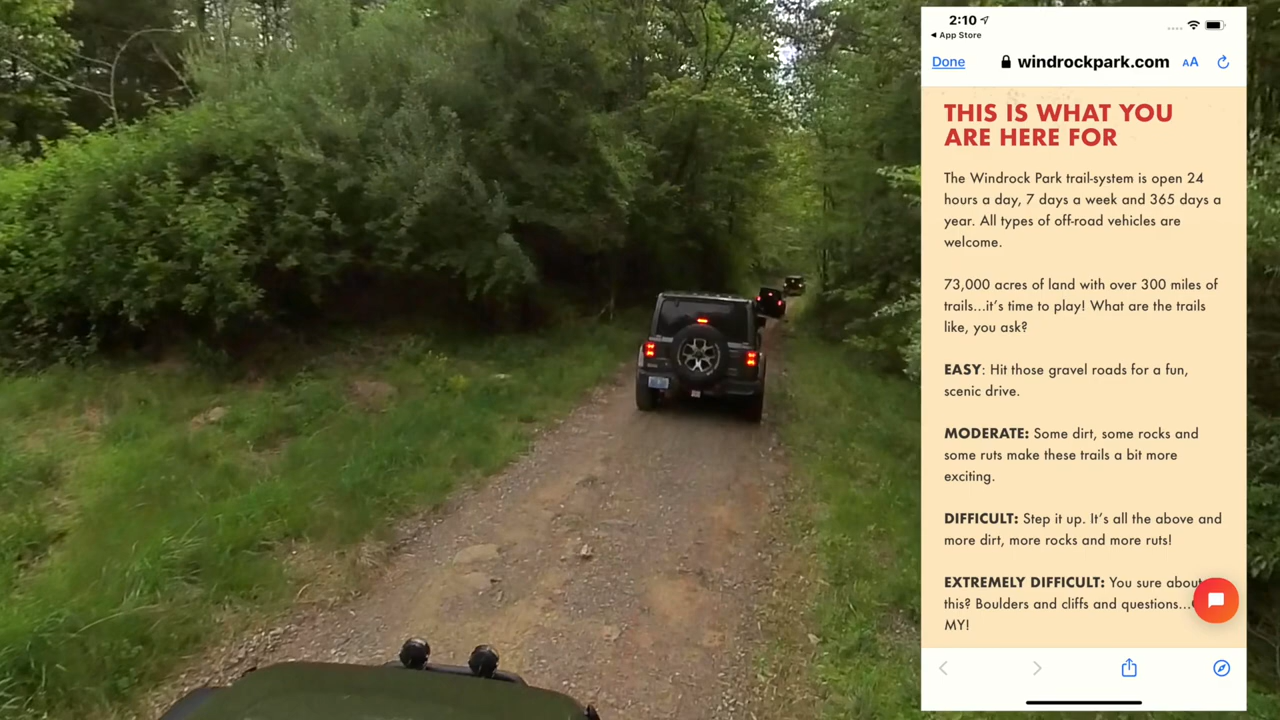 2:10
App Store
Done
windrockpark.com
AA
THIS IS WHAT YOU
ARE HERE FOR
The Windrock Park trail-system is open 24
hours a day, 7 days a week and 365 days a
year. All types of off-road vehicles are
welcome.
73,000 acres of land with over 300 miles of
trails...it's time to play! What are the trails
like, you ask?
EASY: Hit those gravel roads for a fun,
scenic drive.
MODERATE: Some dirt, some rocks and
some ruts make these trails a bit more
exciting.
DIFFICULT: Step it up. It's all the above and
more dirt, more rocks and more ruts!
EXTREMELY DIFFICULT: You sure about
this? Boulders and cliffs and questions...
MY!